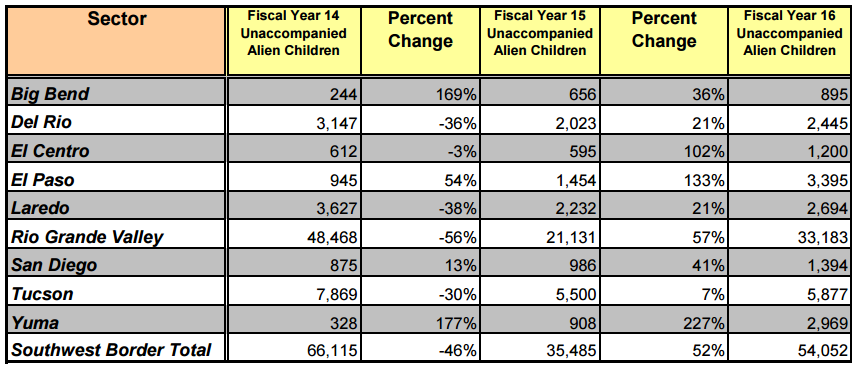 Sector Fiscal Year 14 Unaccompanied Alien Children Percent Change Fiscal Year 15 Unaccompanied Alien Children Percent Change Fiscal Year 16 Unaccompanied Alien Children
Big Bend 244 169% 656 36% 895
Del Rio 3,147 -36% 2,023 21% 2,445
El Centro 612 -3% 595 102% 1,200
El Paso 945 54% 1,454 133% 3,395
Laredo 3,627 -38% 2,232 21% 2,694
Rio Grande Valley 48,468 -56% 21,131 57% 33,183
San Diego 875 13% 986 41% 1,394
Tucson 7,869 -30% 5,500 7% 5,877
Yuma 328 177% 908 227% 2,969
Southwest Border Total 66,115 -46% 35,485 52% 54,052